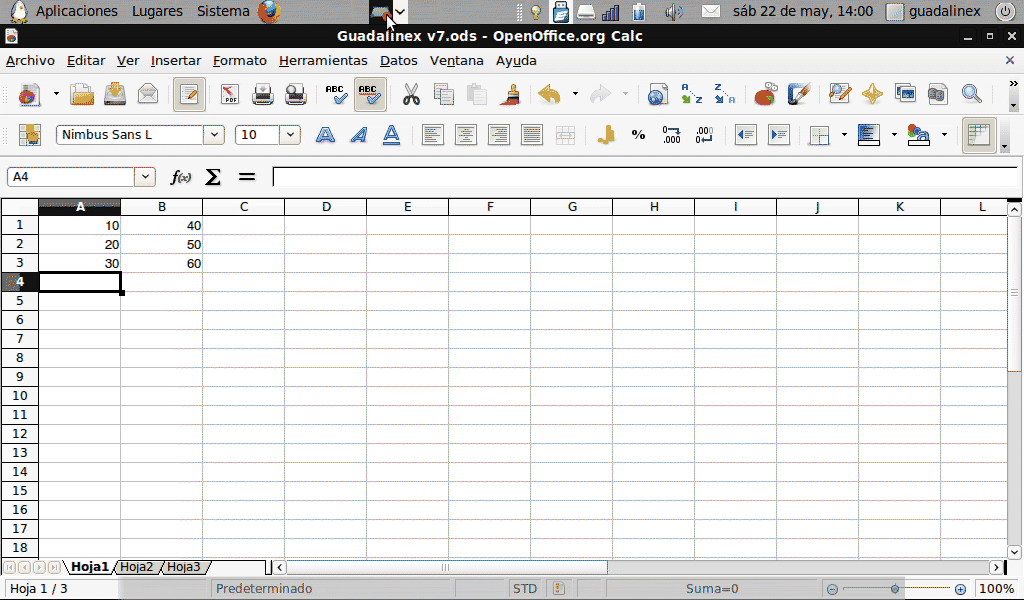 Aplicaciones Lugares Sistema sáb 22 de may, 14:00 guadalinex
Guadalinex v7.ods - OpenOffice.org Calc
Archivo Editar Ver Insertar Formato Herramientas Datos Ventana Ayuda
PDF ABC ABC
Nimbus Sans L 10 % 
A4 f(x) Σ =
A B C D E F G H I J K L
1 10 40
2 20 50
3 30 60
4
5
6
7
8
9
10
11
12
13
14
15
16
17
18
Hoja1 Hoja2 Hoja3
Hoja 1 / 3 Predeterminado STD Suma=0 100%